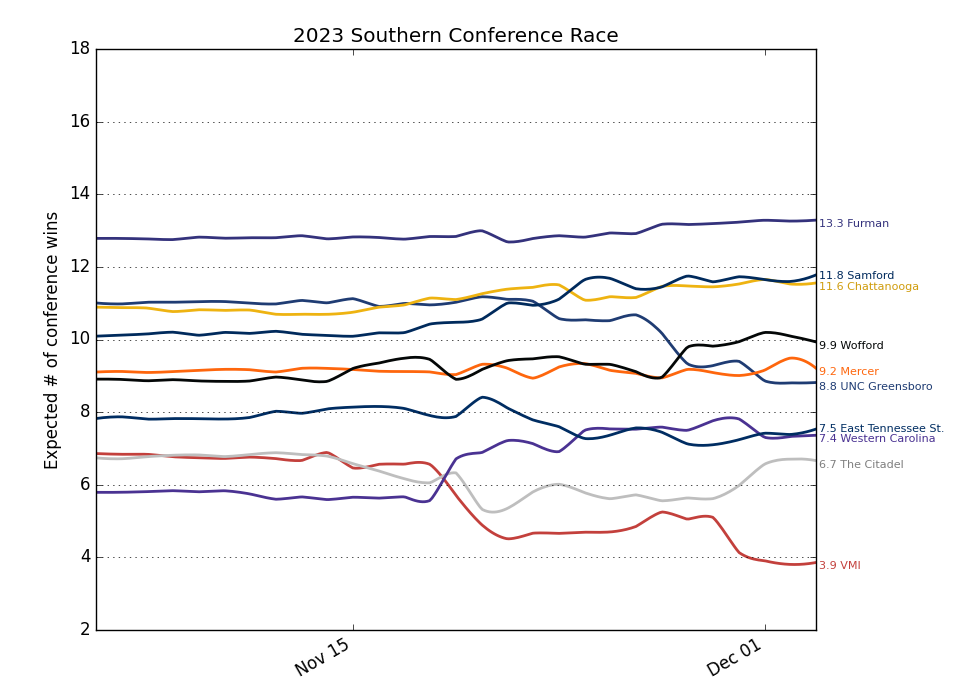 2023 Southern Conference Race
Expected # of conference wins
18
16
14
12
10
8
6
4
2
13.3 Furman
11.8 Samford
11.6 Chattanooga
9.9 Wofford
9.2 Mercer
8.8 UNC Greensboro
7.5 East Tennessee St.
7.4 Western Carolina
6.7 The Citadel
3.9 VMI
Nov 15
Dec 01